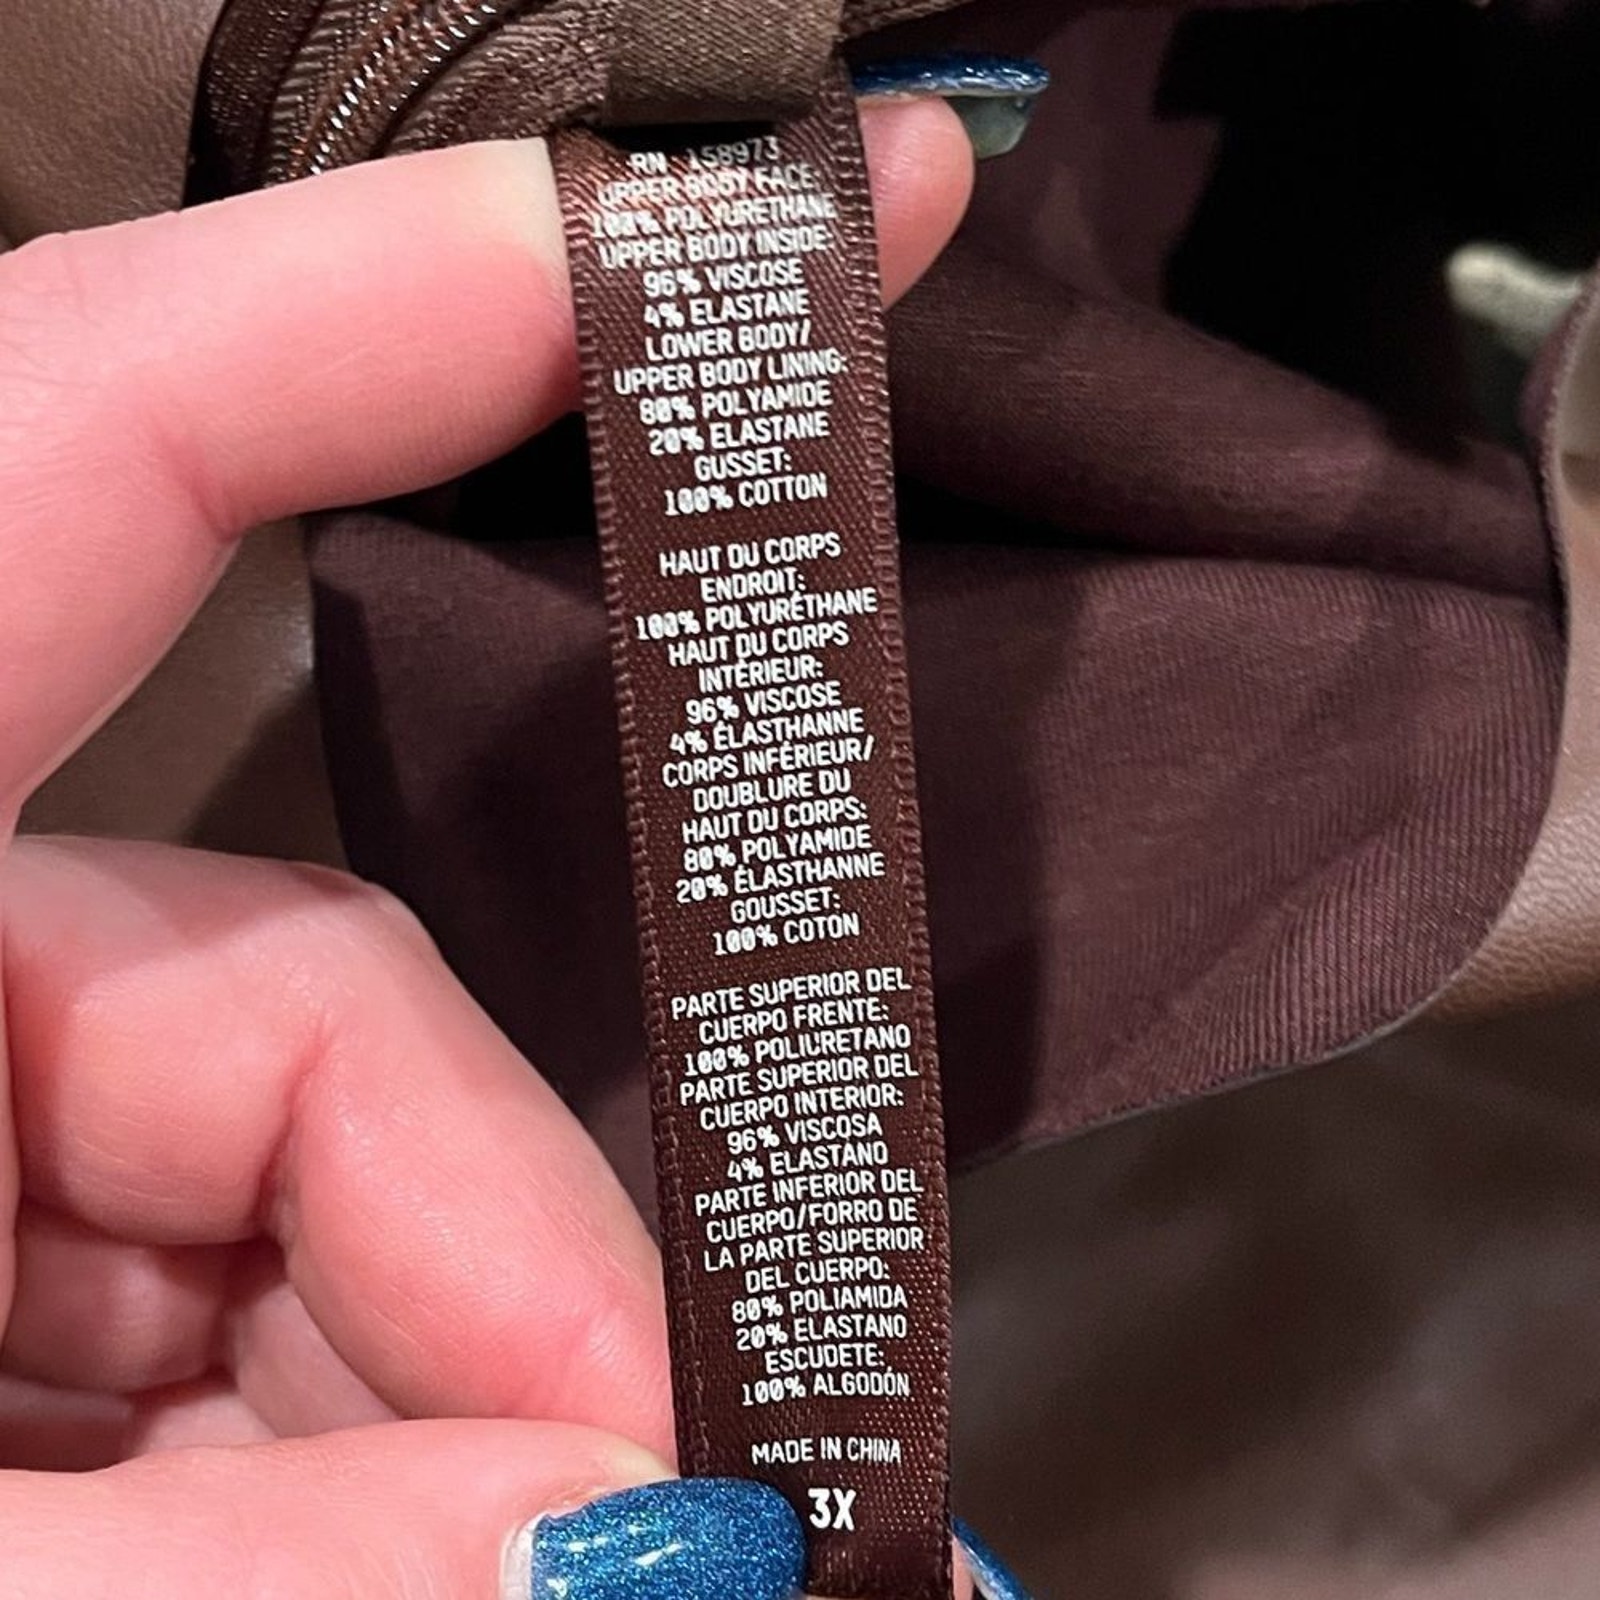 RN 158973
UPPER BODY FACE:
100% POLYURETHANE
UPPER BODY INSIDE:
96% VISCOSE
4% ELASTANE
LOWER BODY/
UPPER BODY LINING:
80% POLYAMIDE
20% ELASTANE
GUSSET:
100% COTTON
HAUT DU CORPS
ENDROIT:
100% POLYURÉTHANE
HAUT DU CORPS
INTÉRIEUR:
96% VISCOSE
4% ÉLASTHANNE
CORPS INFÉRIEUR/
DOUBLURE DU
HAUT DU CORPS:
80% POLYAMIDE
20% ÉLASTHANNE
GOUSSET:
100% COTON
PARTE SUPERIOR DEL
CUERPO FRENTE:
100% POLIURETANO
PARTE SUPERIOR DEL
CUERPO INTERIOR:
96% VISCOSA
4% ELASTANO
PARTE INFERIOR DEL
CUERPO/FORRO DE
LA PARTE SUPERIOR
DEL CUERPO:
80% POLIAMIDA
20% ELASTANO
ESCUDETE:
100% ALGODÓN
MADE IN CHINA
3X